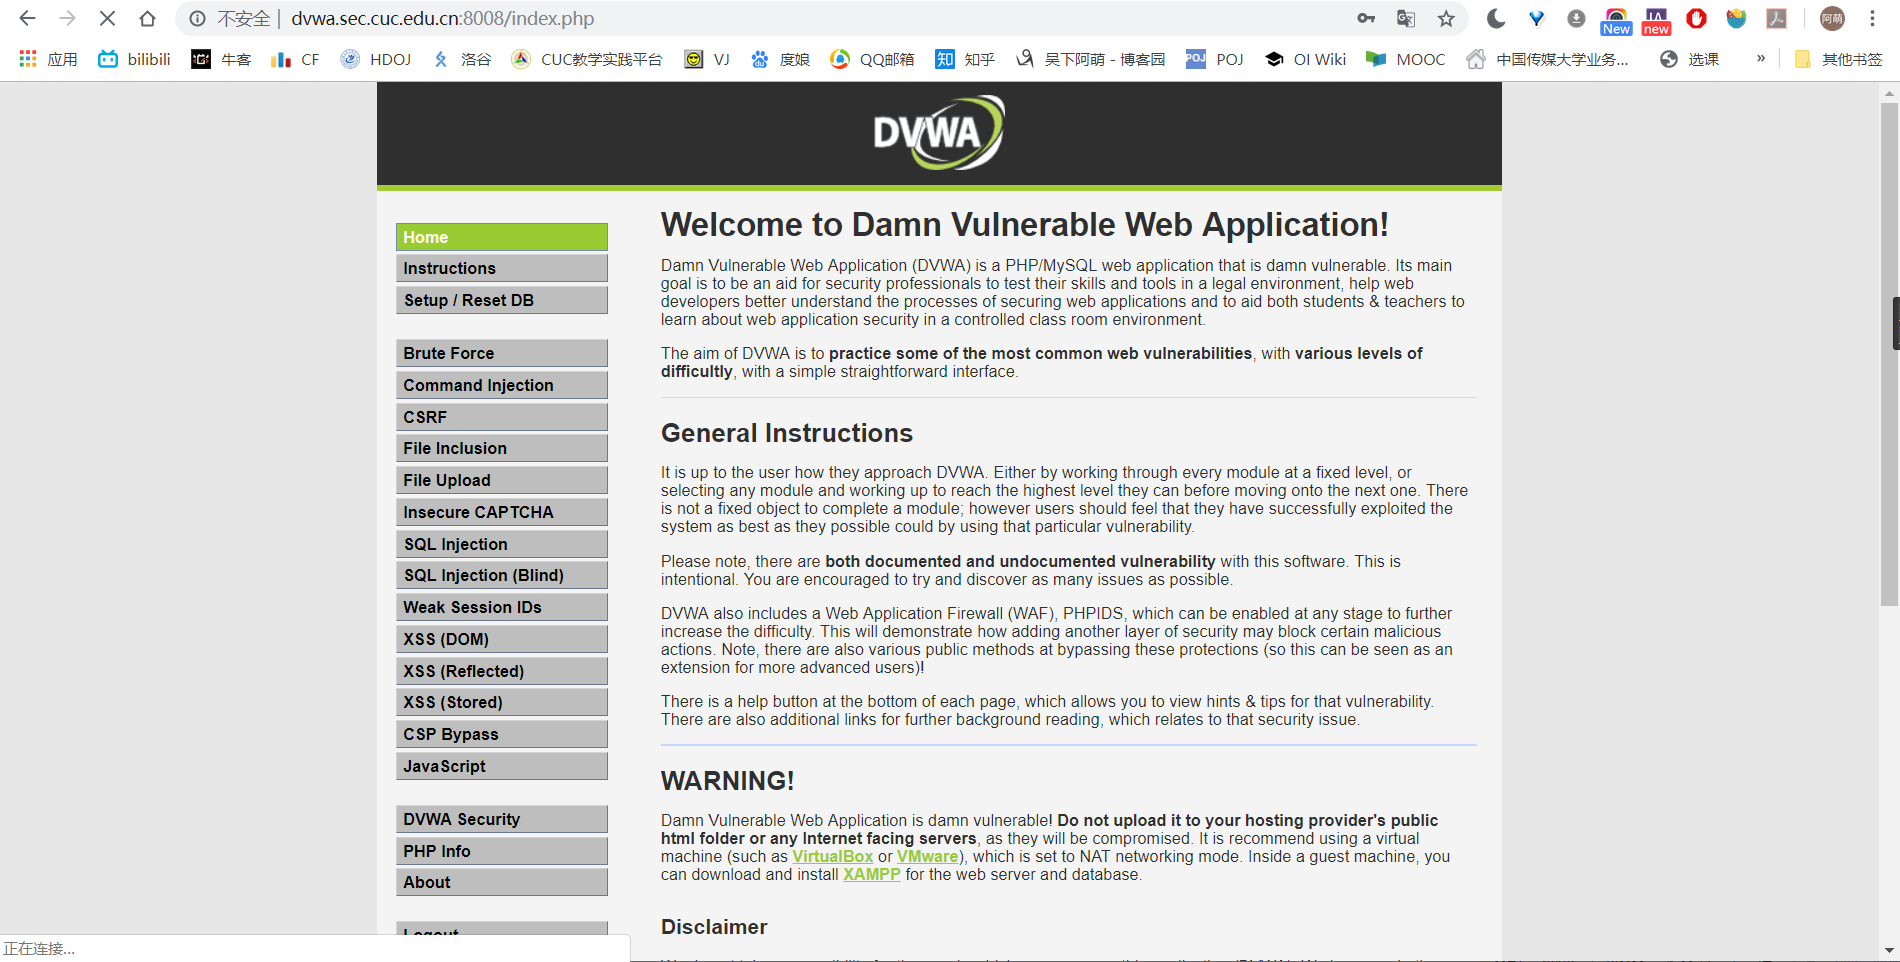 不安全 | dvwa.sec.cuc.edu.cn:8008/index.php
New
new
阿萌
应用 bilibili 牛客 CF HDOJ 洛谷 CUC教学实践平台 VJ 度娘 QQ邮箱 知 知乎 吴下阿萌 - 博客园 POJ POJ OI Wiki MOOC 中国传媒大学业务... 选课 » 其他书签
DVWA
Home
Instructions
Setup / Reset DB
Brute Force
Command Injection
CSRF
File Inclusion
File Upload
Insecure CAPTCHA
SQL Injection
SQL Injection (Blind)
Weak Session IDs
XSS (DOM)
XSS (Reflected)
XSS (Stored)
CSP Bypass
JavaScript
DVWA Security
PHP Info
About
Logout
Welcome to Damn Vulnerable Web Application!
Damn Vulnerable Web Application (DVWA) is a PHP/MySQL web application that is damn vulnerable. Its main
goal is to be an aid for security professionals to test their skills and tools in a legal environment, help web
developers better understand the processes of securing web applications and to aid both students & teachers to
learn about web application security in a controlled class room environment.
The aim of DVWA is to practice some of the most common web vulnerabilities, with various levels of
difficultly, with a simple straightforward interface.
General Instructions
It is up to the user how they approach DVWA. Either by working through every module at a fixed level, or
selecting any module and working up to reach the highest level they can before moving onto the next one. There
is not a fixed object to complete a module; however users should feel that they have successfully exploited the
system as best as they possible could by using that particular vulnerability.
Please note, there are both documented and undocumented vulnerability with this software. This is
intentional. You are encouraged to try and discover as many issues as possible.
DVWA also includes a Web Application Firewall (WAF), PHPIDS, which can be enabled at any stage to further
increase the difficulty. This will demonstrate how adding another layer of security may block certain malicious
actions. Note, there are also various public methods at bypassing these protections (so this can be seen as an
extension for more advanced users)!
There is a help button at the bottom of each page, which allows you to view hints & tips for that vulnerability.
There are also additional links for further background reading, which relates to that security issue.
WARNING!
Damn Vulnerable Web Application is damn vulnerable! Do not upload it to your hosting provider's public
html folder or any Internet facing servers, as they will be compromised. It is recommend using a virtual
machine (such as VirtualBox or VMware), which is set to NAT networking mode. Inside a guest machine, you
can download and install XAMPP for the web server and database.
Disclaimer
正在连接...